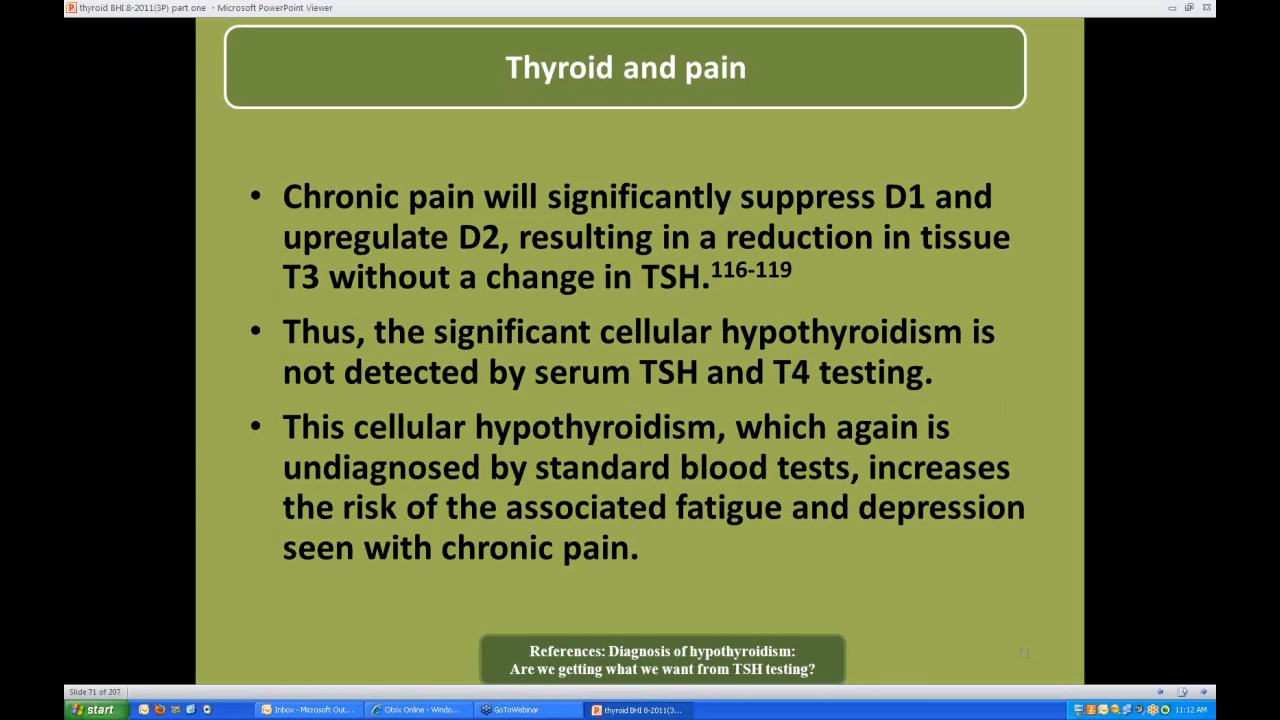 thyroid BHI 8-2011(3P) part one - Microsoft PowerPoint Viewer
Thyroid and pain
• Chronic pain will significantly suppress D1 and
upregulate D2, resulting in a reduction in tissue
T3 without a change in TSH.116-119
• Thus, the significant cellular hypothyroidism is
not detected by serum TSH and T4 testing.
• This cellular hypothyroidism, which again is
undiagnosed by standard blood tests, increases
the risk of the associated fatigue and depression
seen with chronic pain.
References: Diagnosis of hypothyroidism:
Are we getting what we want from TSH testing?
71
Slide 71 of 207
start
Inbox - Microsoft Out...
Citrix Online - Windo...
GoToWebinar
thyroid BHI 8-2011(3...
11:12 AM